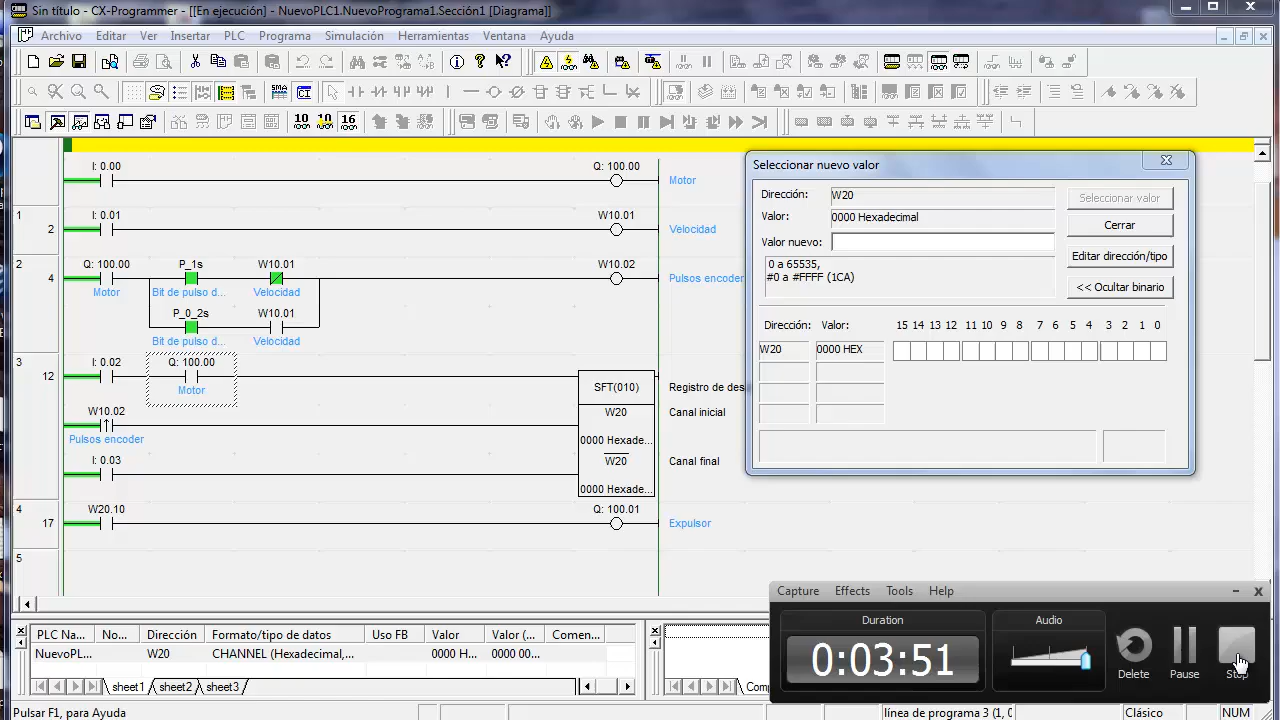 Sin título - CX-Programmer - [[En ejecución] - NuevoPLC1.NuevoPrograma1.Sección1 [Diagrama]]
Archivo Editar Ver Insertar PLC Programa Simulación Herramientas Ventana Ayuda
10 10 16
I: 0.00 Q: 100.00
Motor
1 I: 0.01 W10.01
2 Velocidad
2 Q: 100.00 P_1s W10.01 W10.02
4 Pulsos encoder
Motor Bit de pulso d... Velocidad
P_0_2s W10.01
Bit de pulso d... Velocidad
3 I: 0.02 Q: 100.00
12 Motor
SFT(010) Registro de des
W10.02 W20 Canal inicial
Pulsos encoder 0000 Hexade...
I: 0.03 W20 Canal final
0000 Hexade...
4 W20.10 Q: 100.01
17 Expulsor
5
Seleccionar nuevo valor
Dirección: W20 Seleccionar valor
Valor: 0000 Hexadecimal Cerrar
Valor nuevo:
0 a 65535, Editar dirección/tipo
#0 a #FFFF (1CA) << Ocultar binario
Dirección: Valor: 15 14 13 12 11 10 9 8 7 6 5 4 3 2 1 0
W20 0000 HEX
Capture Effects Tools Help
Duration Audio
0:03:51
Delete Pause Stop
PLC Na... No... Dirección Formato/tipo de datos Uso FB Valor Valor (... Comen...
NuevoPL... W20 CHANNEL (Hexadecimal,... 0000 H... 0000 00...
sheet1 sheet2 sheet3 Comp
Pulsar F1, para Ayuda línea de programa 3 (1, 0 Clásico NUM